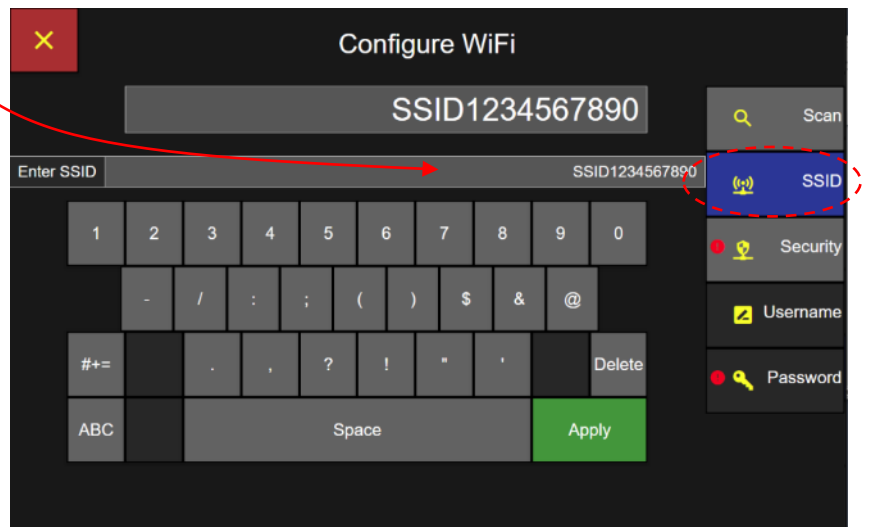 Configure WiFi
SSID1234567890
Scan
Enter SSID SSID1234567890
SSID
1 2 3 4 5 6 7 8 9 0
Security
- / : ; ( ) $ & @
Username
#+= . , ? ! " ' Delete
Password
ABC Space Apply